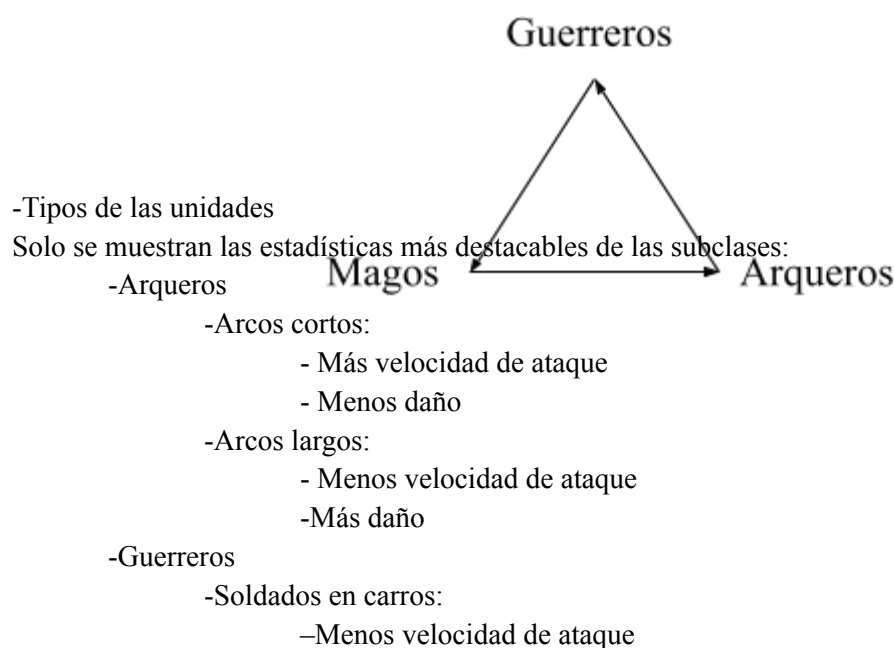 Guerreros
-Tipos de las unidades
Solo se muestran las estadísticas más destacables de las subclases:
-Arqueros
Magos
Arqueros
-Arcos cortos:
- Más velocidad de ataque
- Menos daño
-Arcos largos:
- Menos velocidad de ataque
-Más daño
-Guerreros
-Soldados en carros:
–Menos velocidad de ataque